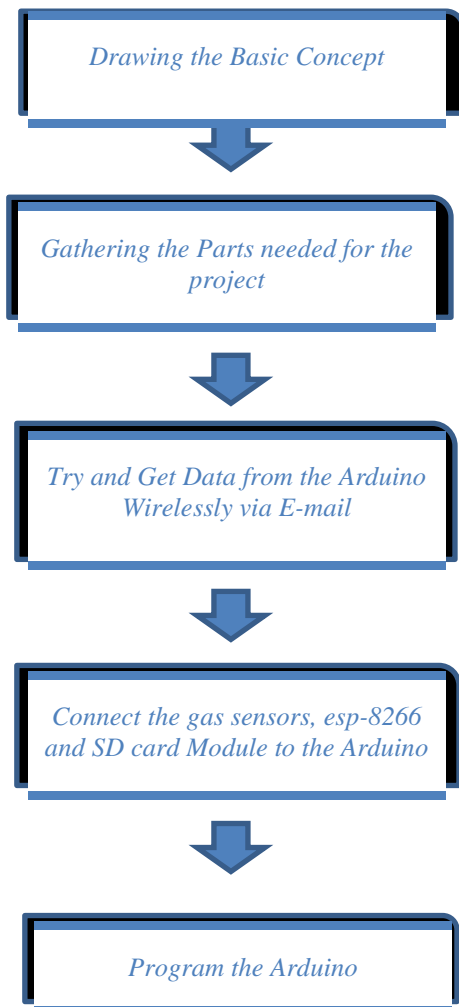 Drawing the Basic Concept
Gathering the Parts needed for the
project
Try and Get Data from the Arduino
Wirelessly via E-mail
Connect the gas sensors, esp-8266
and SD card Module to the Arduino
Program the Arduino